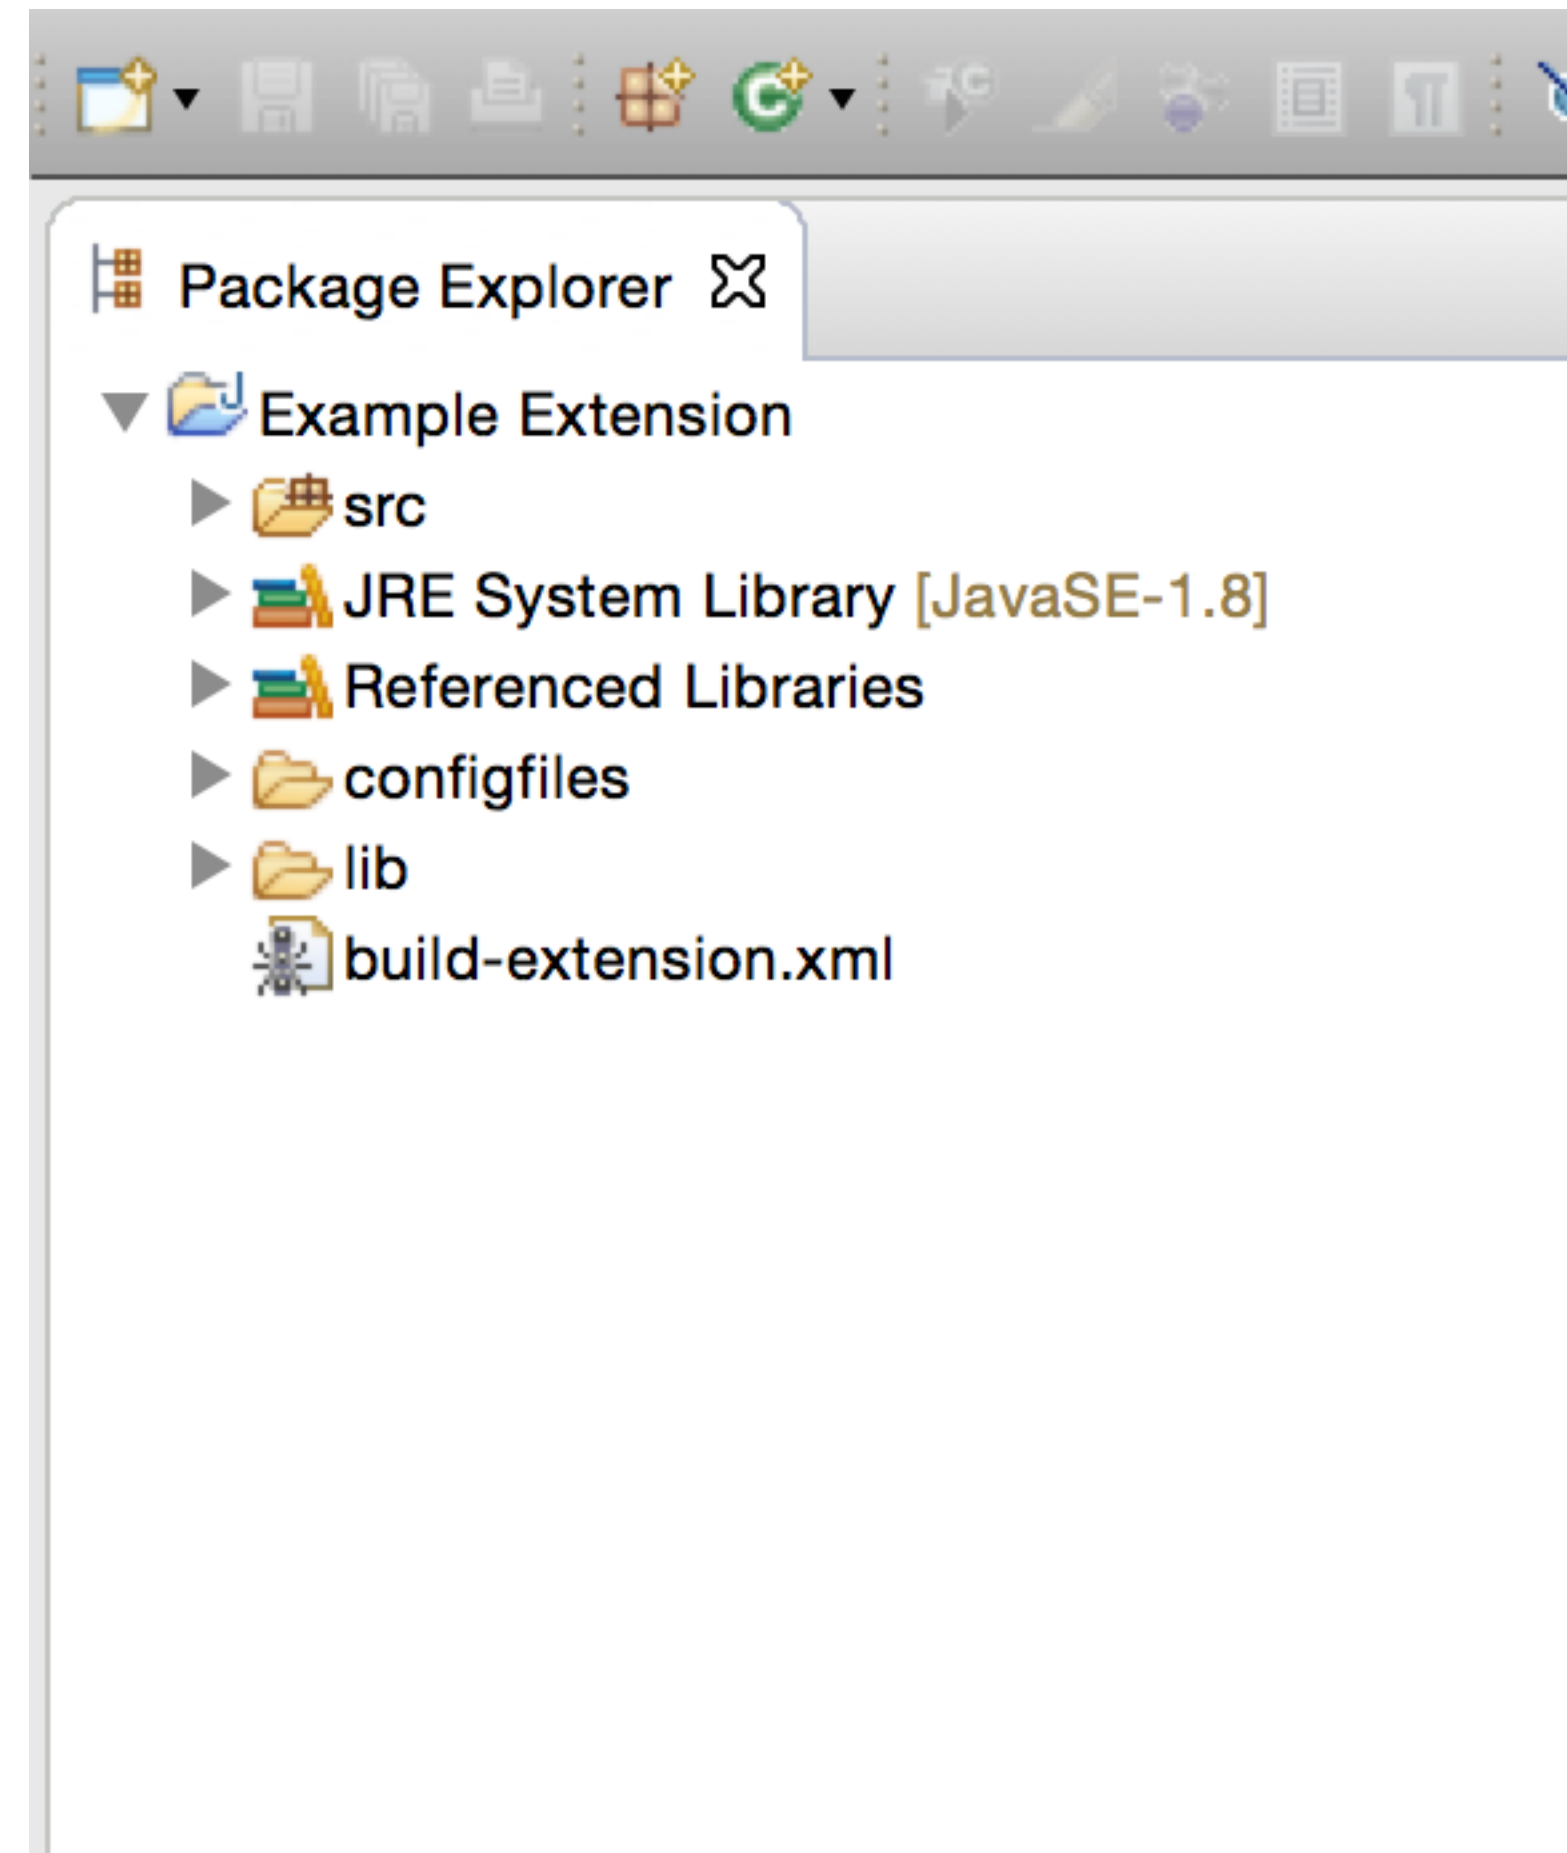 Package Explorer
Example Extension
src
JRE System Library [JavaSE-1.8]
Referenced Libraries
configfiles
lib
build-extension.xml